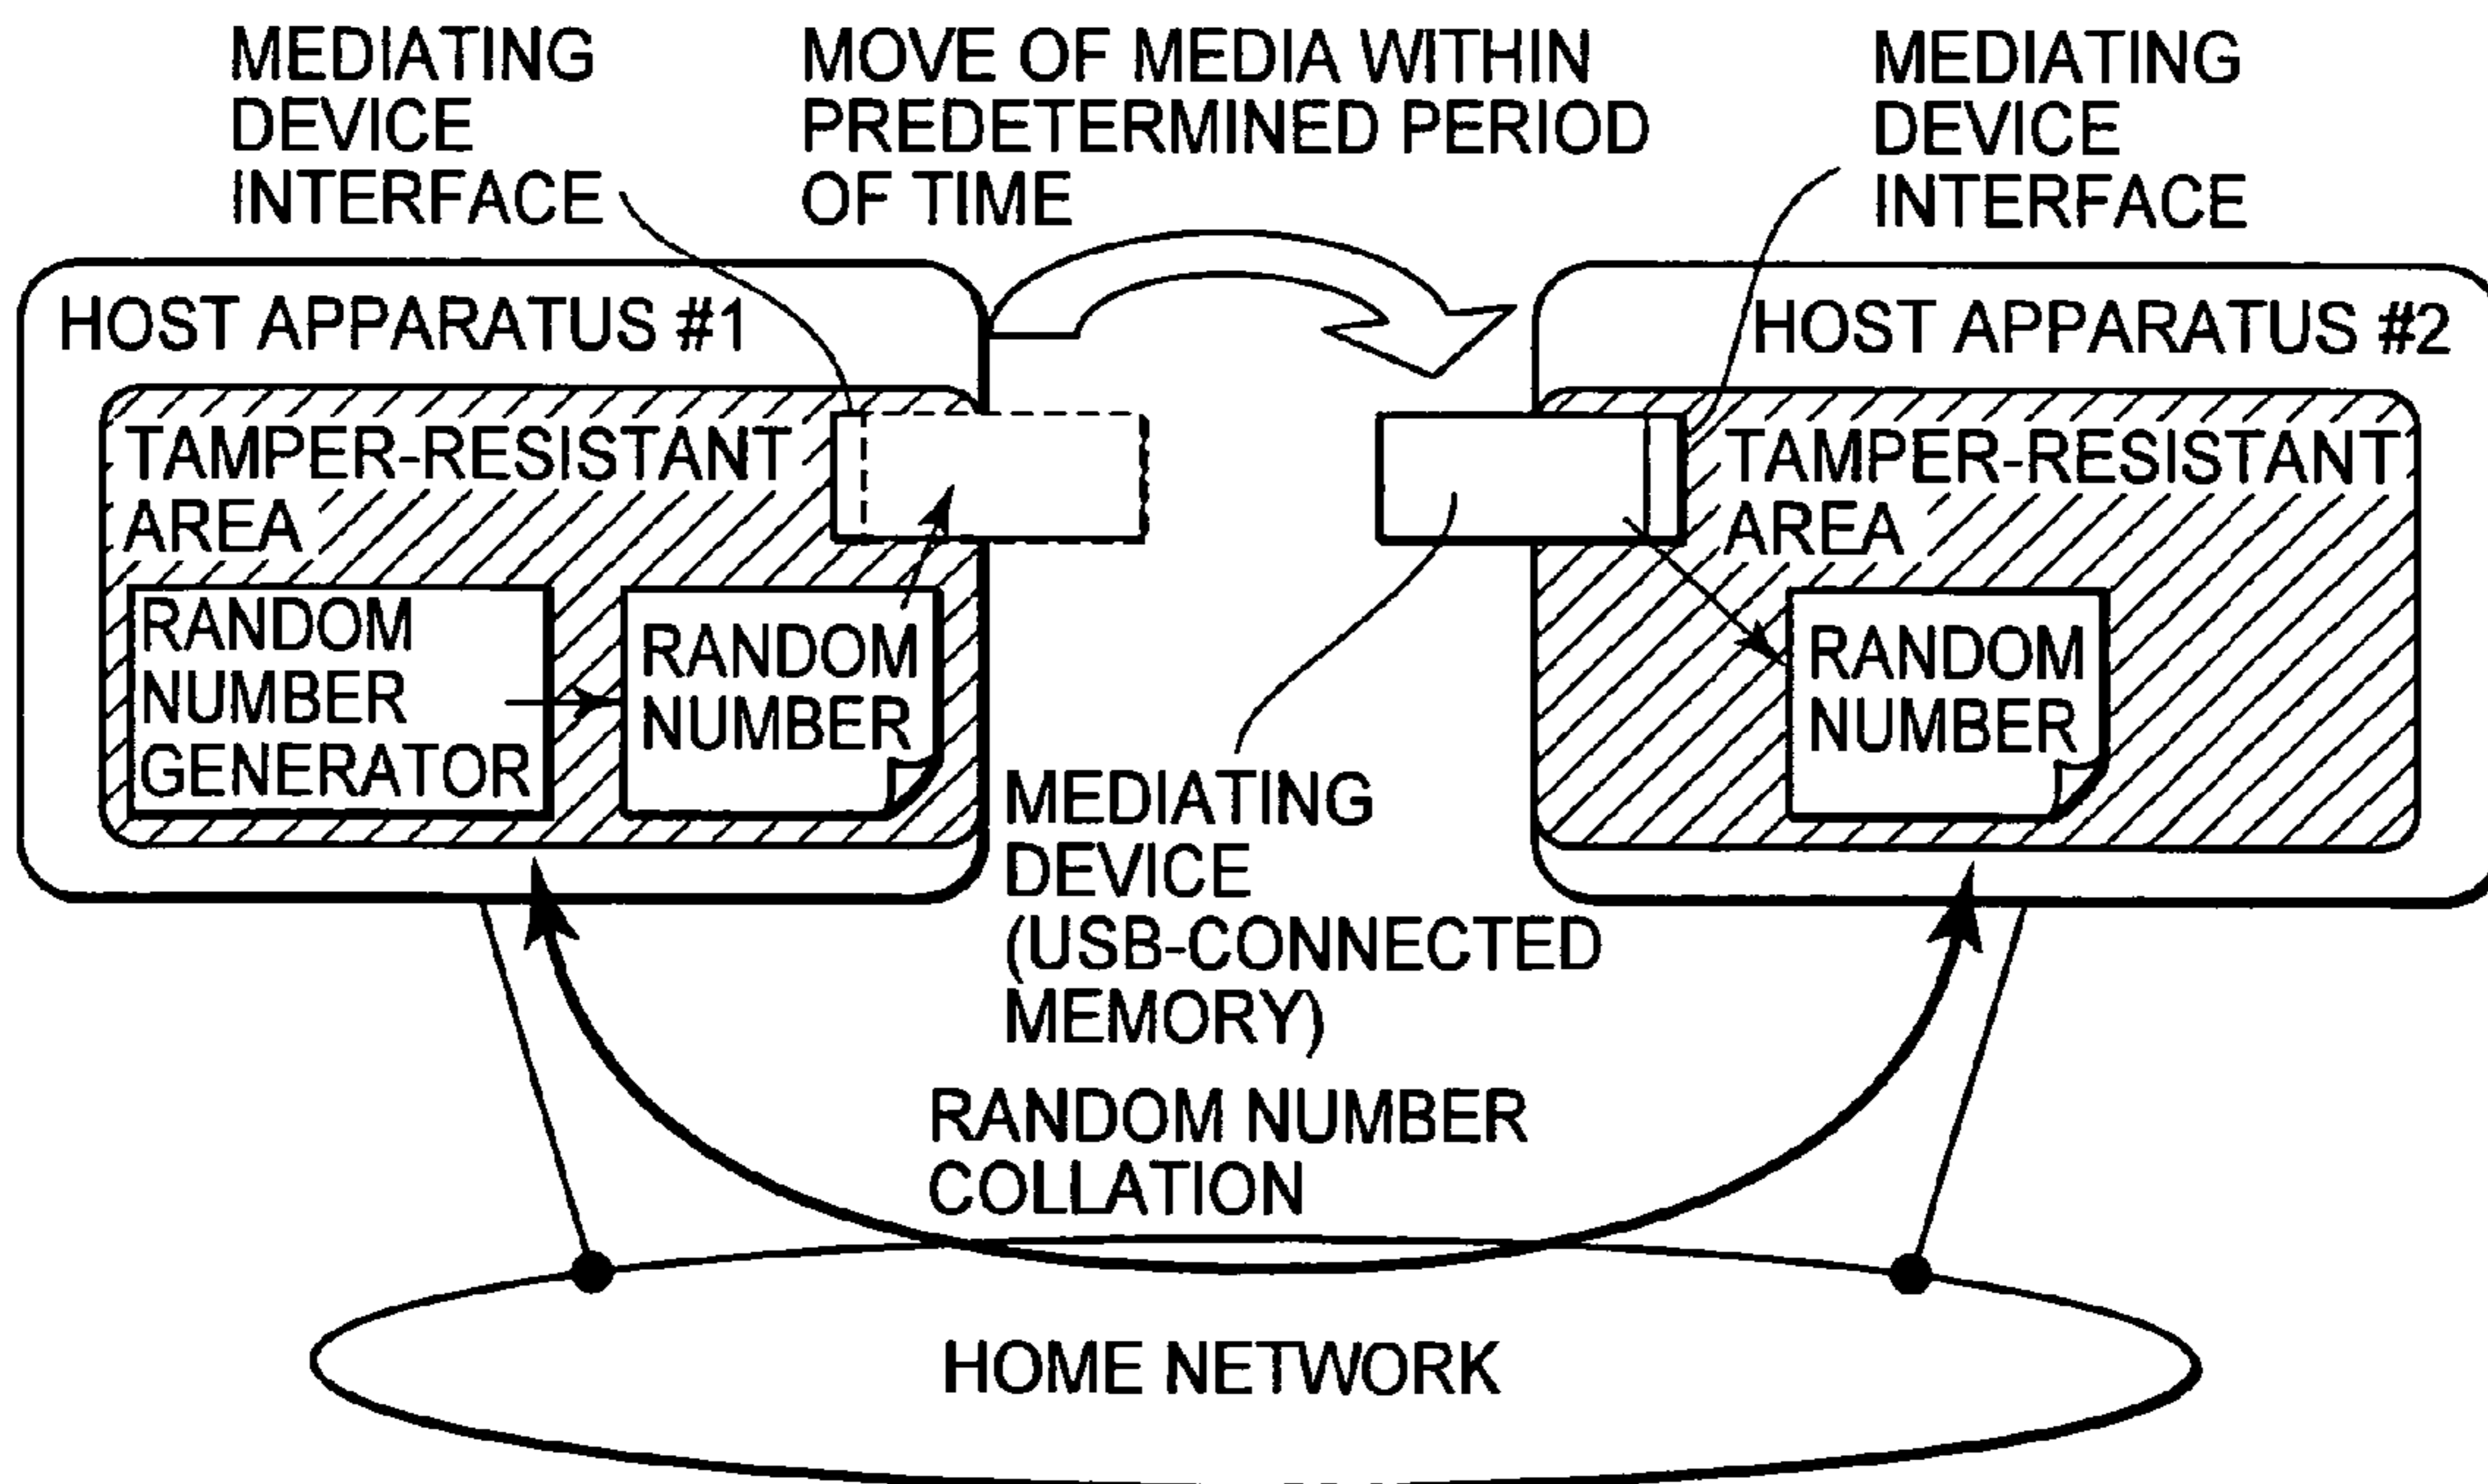 MEDIATING
DEVICE
INTERFACE
MOVE OF MEDIA WITHIN
PREDETERMINED PERIOD
OF TIME
MEDIATING
DEVICE
INTERFACE
HOST APPARATUS #1
TAMPER-RESISTANT
AREA
RANDOM
NUMBER
GENERATOR
RANDOM
NUMBER
HOST APPARATUS #2
TAMPER-RESISTANT
AREA
RANDOM
NUMBER
MEDIATING
DEVICE
(USB-CONNECTED
MEMORY)
RANDOM NUMBER
COLLATION
HOME NETWORK